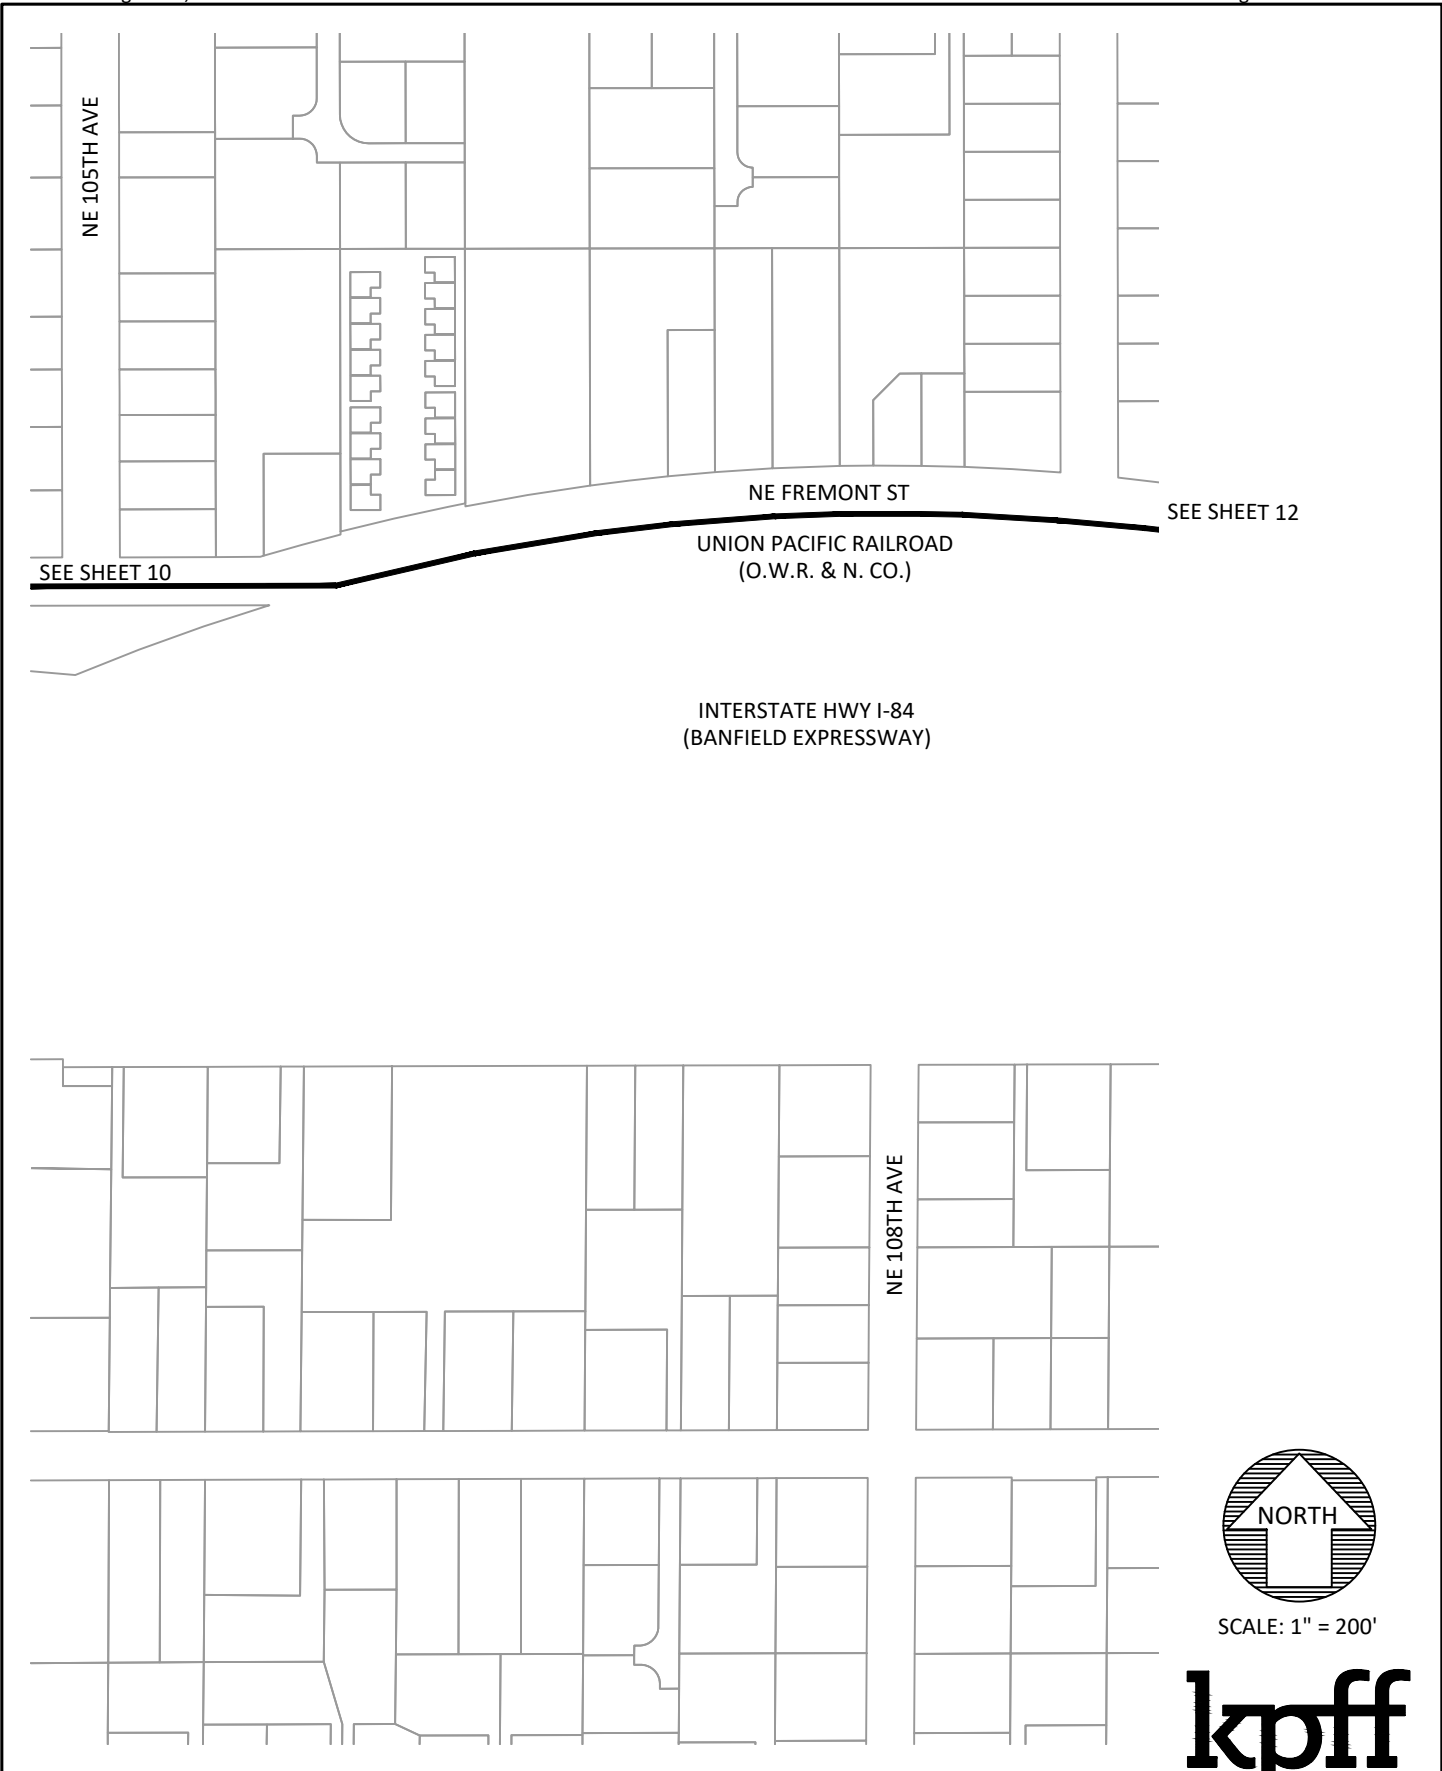 NE 105TH AVE
NE FREMONT ST
SEE SHEET 12
UNION PACIFIC RAILROAD
(O.W.R. & N. CO.)
SEE SHEET 10
INTERSTATE HWY I-84
(BANFIELD EXPRESSWAY)
NE 108TH AVE
NORTH
SCALE: 1" = 200'
kpff